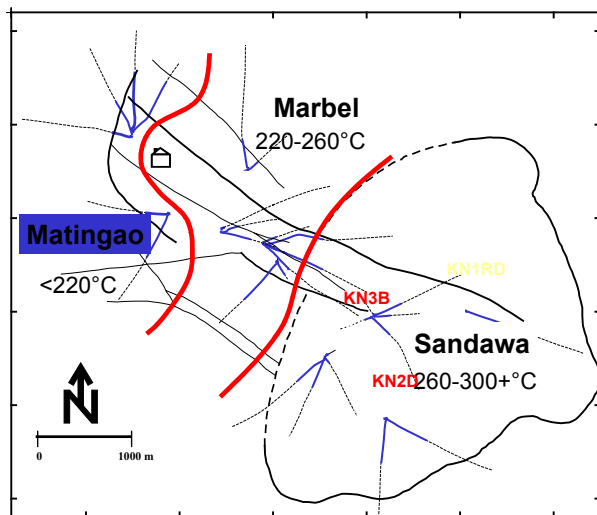 Marbel
220-260°C
Matingao
<220°C
KN1RD
KN3B
Sandawa
KN2D
260-300+°C
N
0 1000 m